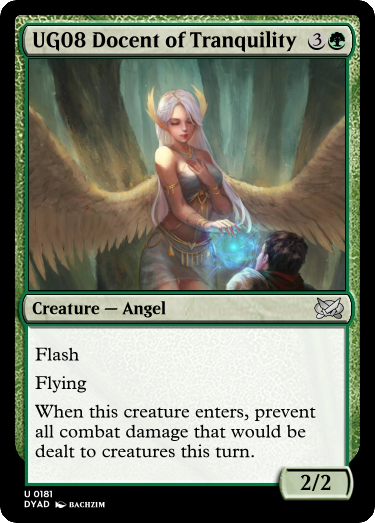 UG08 Docent of Tranquility 3
Creature — Angel
Flash
Flying
When this creature enters, prevent
all combat damage that would be
dealt to creatures this turn.
2/2
U 0181
DYAD BACHZIM